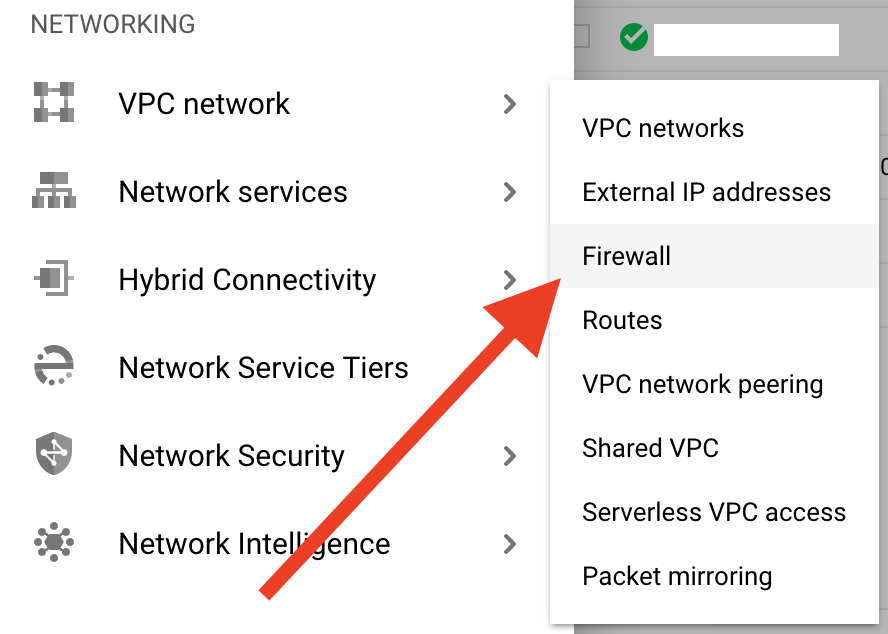 NETWORKING
VPC network
Network services
Hybrid Connectivity
Network Service Tiers
Network Security
Network Intelligence
VPC networks
External IP addresses
Firewall
Routes
VPC network peering
Shared VPC
Serverless VPC access
Packet mirroring